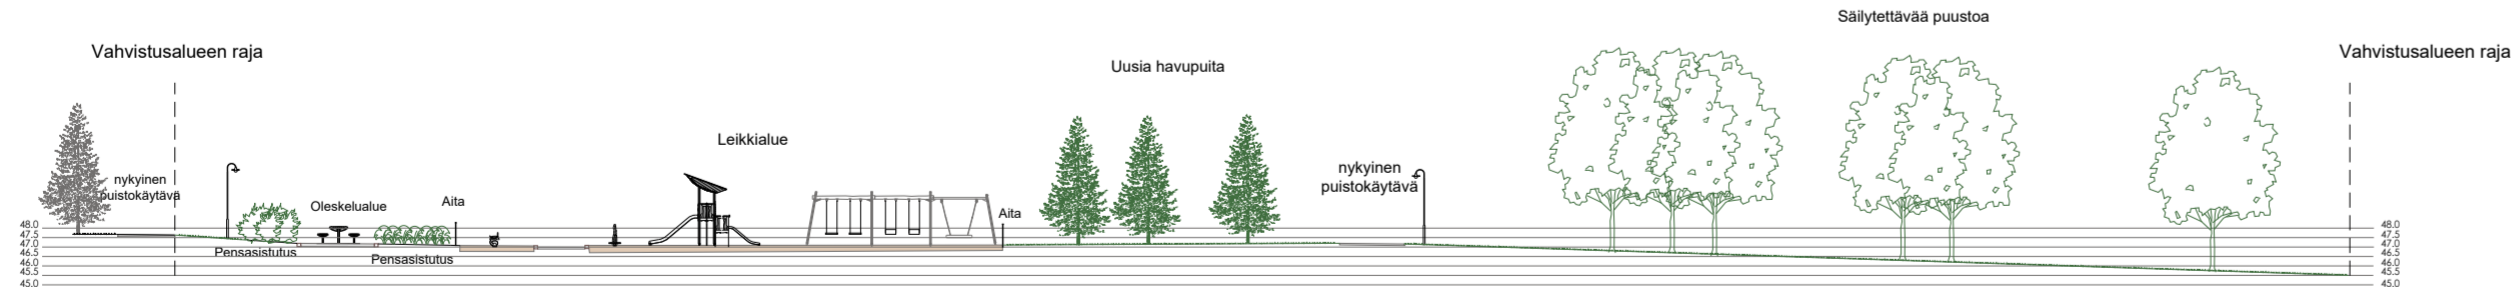 Säilytettävää puustoa
Vahvistusalueen raja
Vahvistusalueen raja
Uusia havupuita
Leikkialue
nykyinen
puistokäytävä
nykyinen
puistokäytävä
Oleskelualue
Aita
Aita
Pensasistutus
Pensasistutus
48.0
47.5
47.0
46.5
46.0
45.5
45.0
48.0
47.5
47.0
46.5
46.0
45.5
45.0